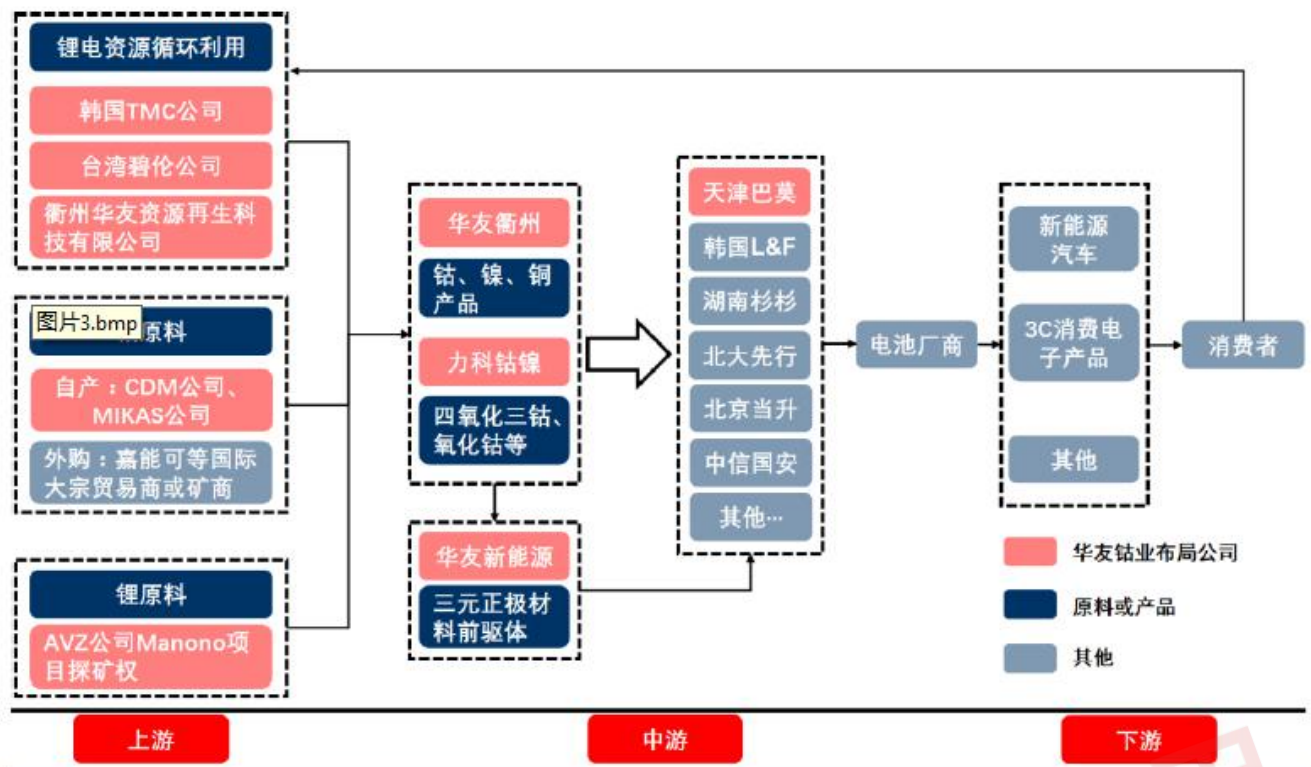 锂电资源循环利用
韩国TMC公司
台湾碧伦公司
衢州华友资源再生科
技有限公司
图片3.bmp
原料
自产：CDM公司、
MIKAS公司
外购：嘉能可等国际
大宗贸易商或矿商
锂原料
AVZ公司Manono项
目探矿权
华友衢州
钴、镍、铜
产品
力科钴镍
四氧化三钴、
氧化钴等
华友新能源
三元正极材
料前驱体
天津巴莫
韩国L&F
湖南杉杉
北大先行
北京当升
中信国安
其他…
电池厂商
新能源
汽车
3C消费电
子产品
其他
消费者
华友钴业布局公司
原料或产品
其他
上游
中游
下游